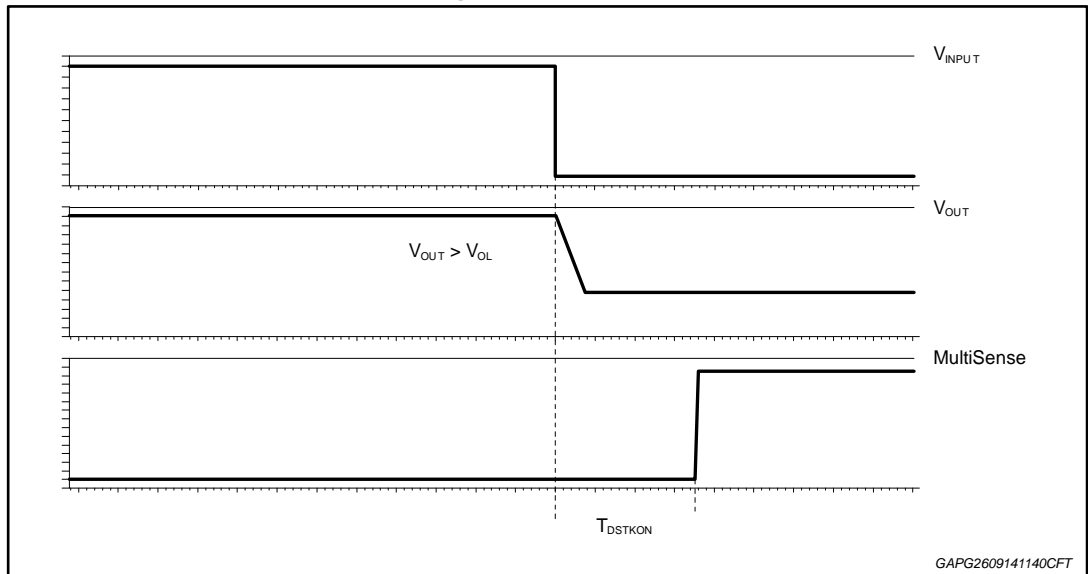 V_INPUT
V_OUT
V_OUT > V_OL
MultiSense
T_DSTKON
GAPG2609141140CFT